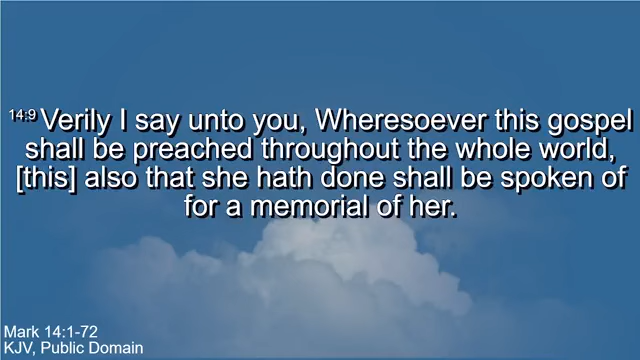 14:9 Verily I say unto you, Wheresoever this gospel
shall be preached throughout the whole world,
[this] also that she hath done shall be spoken of
for a memorial of her.
Mark 14:1-72
KJV, Public Domain